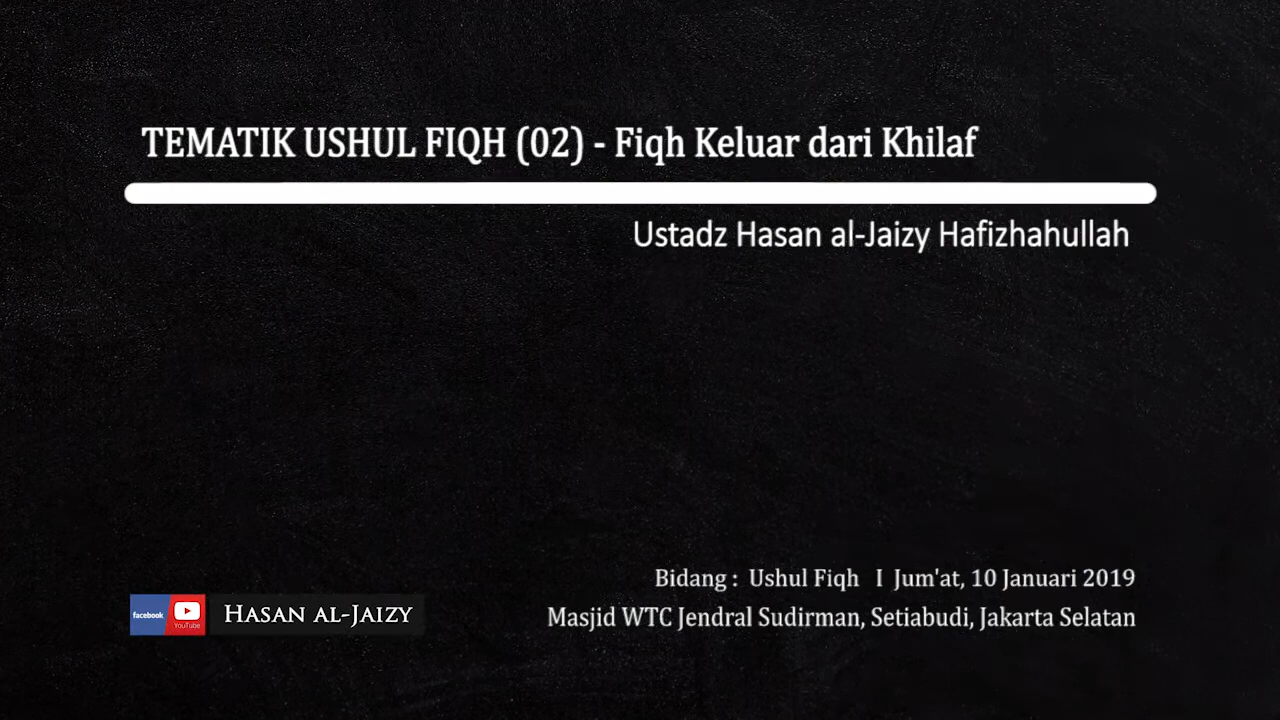 TEMATIK USHUL FIQH (02) - Fiqh Keluar dari Khilaf
Ustadz Hasan al-Jaizy Hafizhahullah
Bidang : Ushul Fiqh I Jum'at, 10 Januari 2019
Masjid WTC Jendral Sudirman, Setiabudi, Jakarta Selatan
facebook
YouTube
HASAN AL-JAIZY